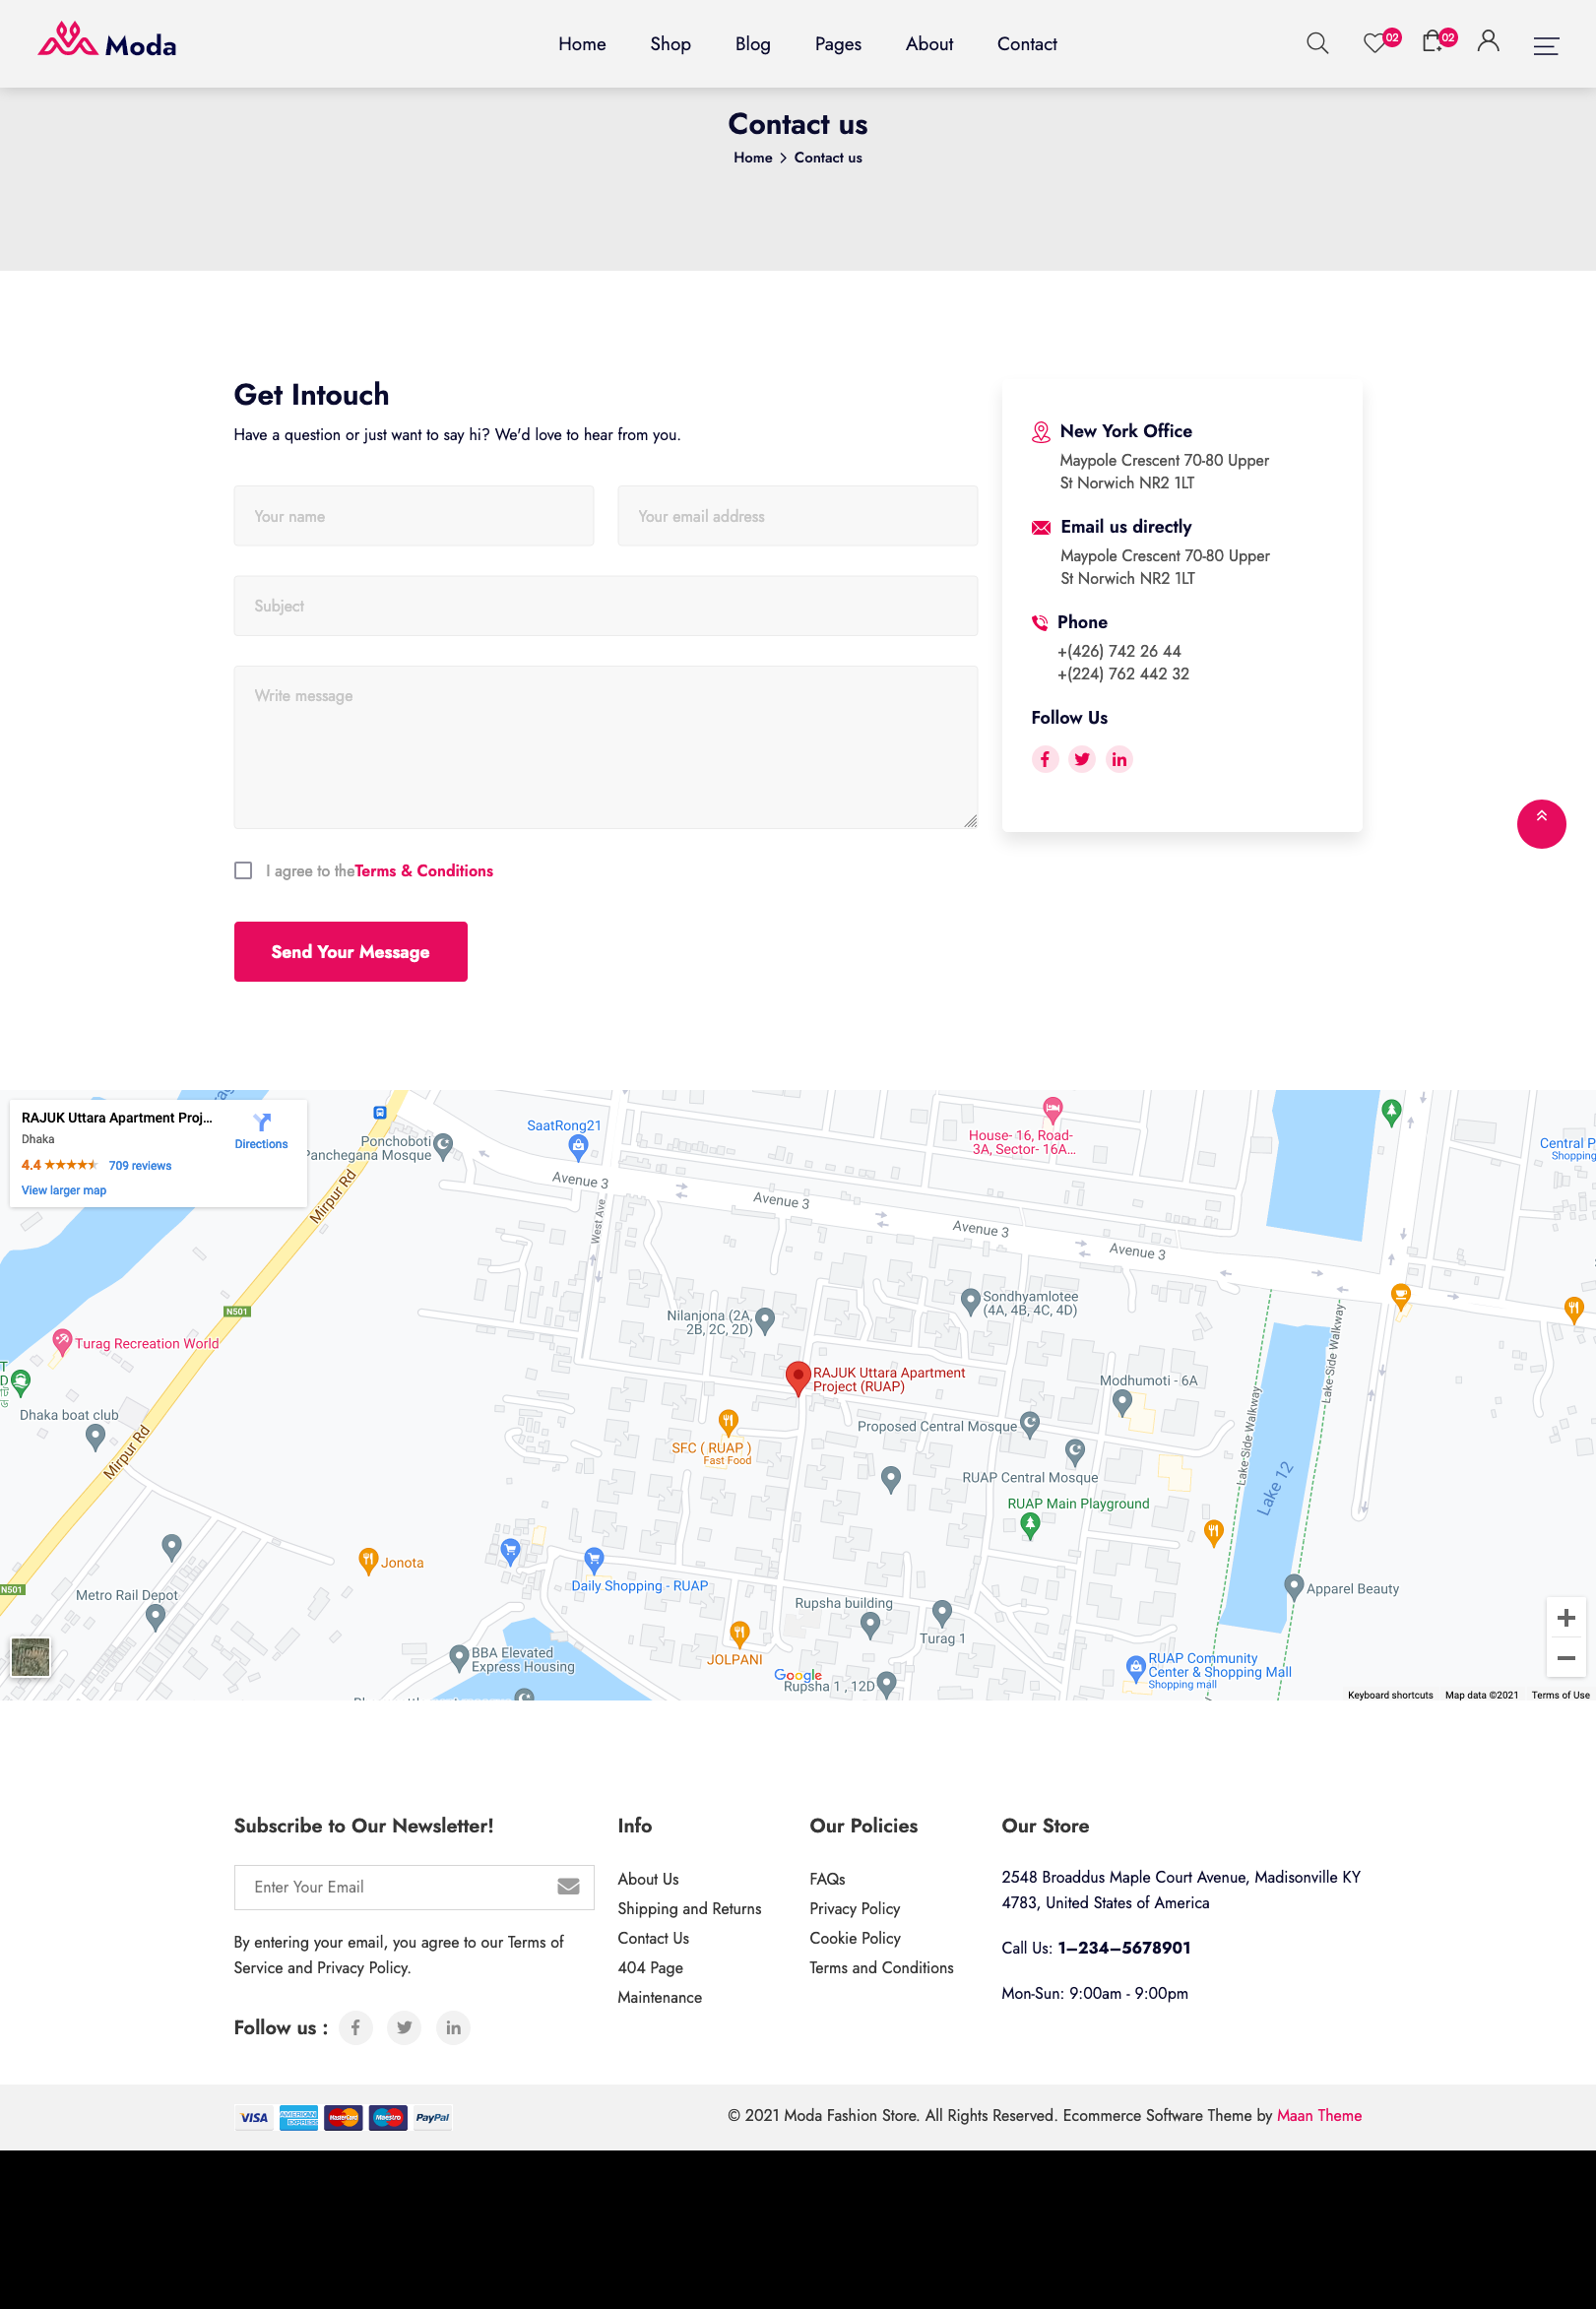 Moda
Home
Shop
Blog
Pages
About
Contact
02
02
Contact us
Home
Contact us
Get Intouch
Have a question or just want to say hi? We'd love to hear from you.
Your name
Your email address
Subject
Write message
I agree to theTerms & Conditions
Send Your Message
New York Office
Maypole Crescent 70-80 Upper
St Norwich NR2 1LT
Email us directly
Maypole Crescent 70-80 Upper
St Norwich NR2 1LT
Phone
+(426) 742 26 44
+(224) 762 442 32
Follow Us
RAJUK Uttara Apartment Proj...
Dhaka
4.4
709 reviews
View larger map
Directions
Ponchoboti
Panchegana Mosque
SaatRong21
House- 16, Road-
3A, Sector- 16A...
Central P
Shopping
Mirpur Rd
Avenue 3
Avenue 3
Avenue 3
Avenue 3
West Ave
N501
Turag Recreation World
Nilanjona (2A,
2B, 2C, 2D)
Sondhyamlotee
(4A, 4B, 4C, 4D)
Lake-Side Walkway
RAJUK Uttara Apartment
Project (RUAP)
Modhumoti - 6A
Dhaka boat club
Mirpur Rd
SFC ( RUAP )
Fast Food
Proposed Central Mosque
RUAP Central Mosque
Lake-Side Walkway
Lake 12
RUAP Main Playground
Jonota
Daily Shopping - RUAP
N501
Metro Rail Depot
Rupsha building
Turag 1
Apparel Beauty
BBA Elevated
Express Housing
JOLPANI
Google
Rupsha 1 , 12D
RUAP Community
Center & Shopping Mall
Shopping mall
Keyboard shortcuts
Map data ©2021
Terms of Use
Subscribe to Our Newsletter!
Enter Your Email
By entering your email, you agree to our Terms of
Service and Privacy Policy.
Follow us :
Info
About Us
Shipping and Returns
Contact Us
404 Page
Maintenance
Our Policies
FAQs
Privacy Policy
Cookie Policy
Terms and Conditions
Our Store
2548 Broaddus Maple Court Avenue, Madisonville KY
4783, United States of America
Call Us: 1–234–5678901
Mon-Sun: 9:00am - 9:00pm
VISA
AMERICAN EXPRESS
MasterCard
Maestro
PayPal
© 2021 Moda Fashion Store. All Rights Reserved. Ecommerce Software Theme by Maan Theme